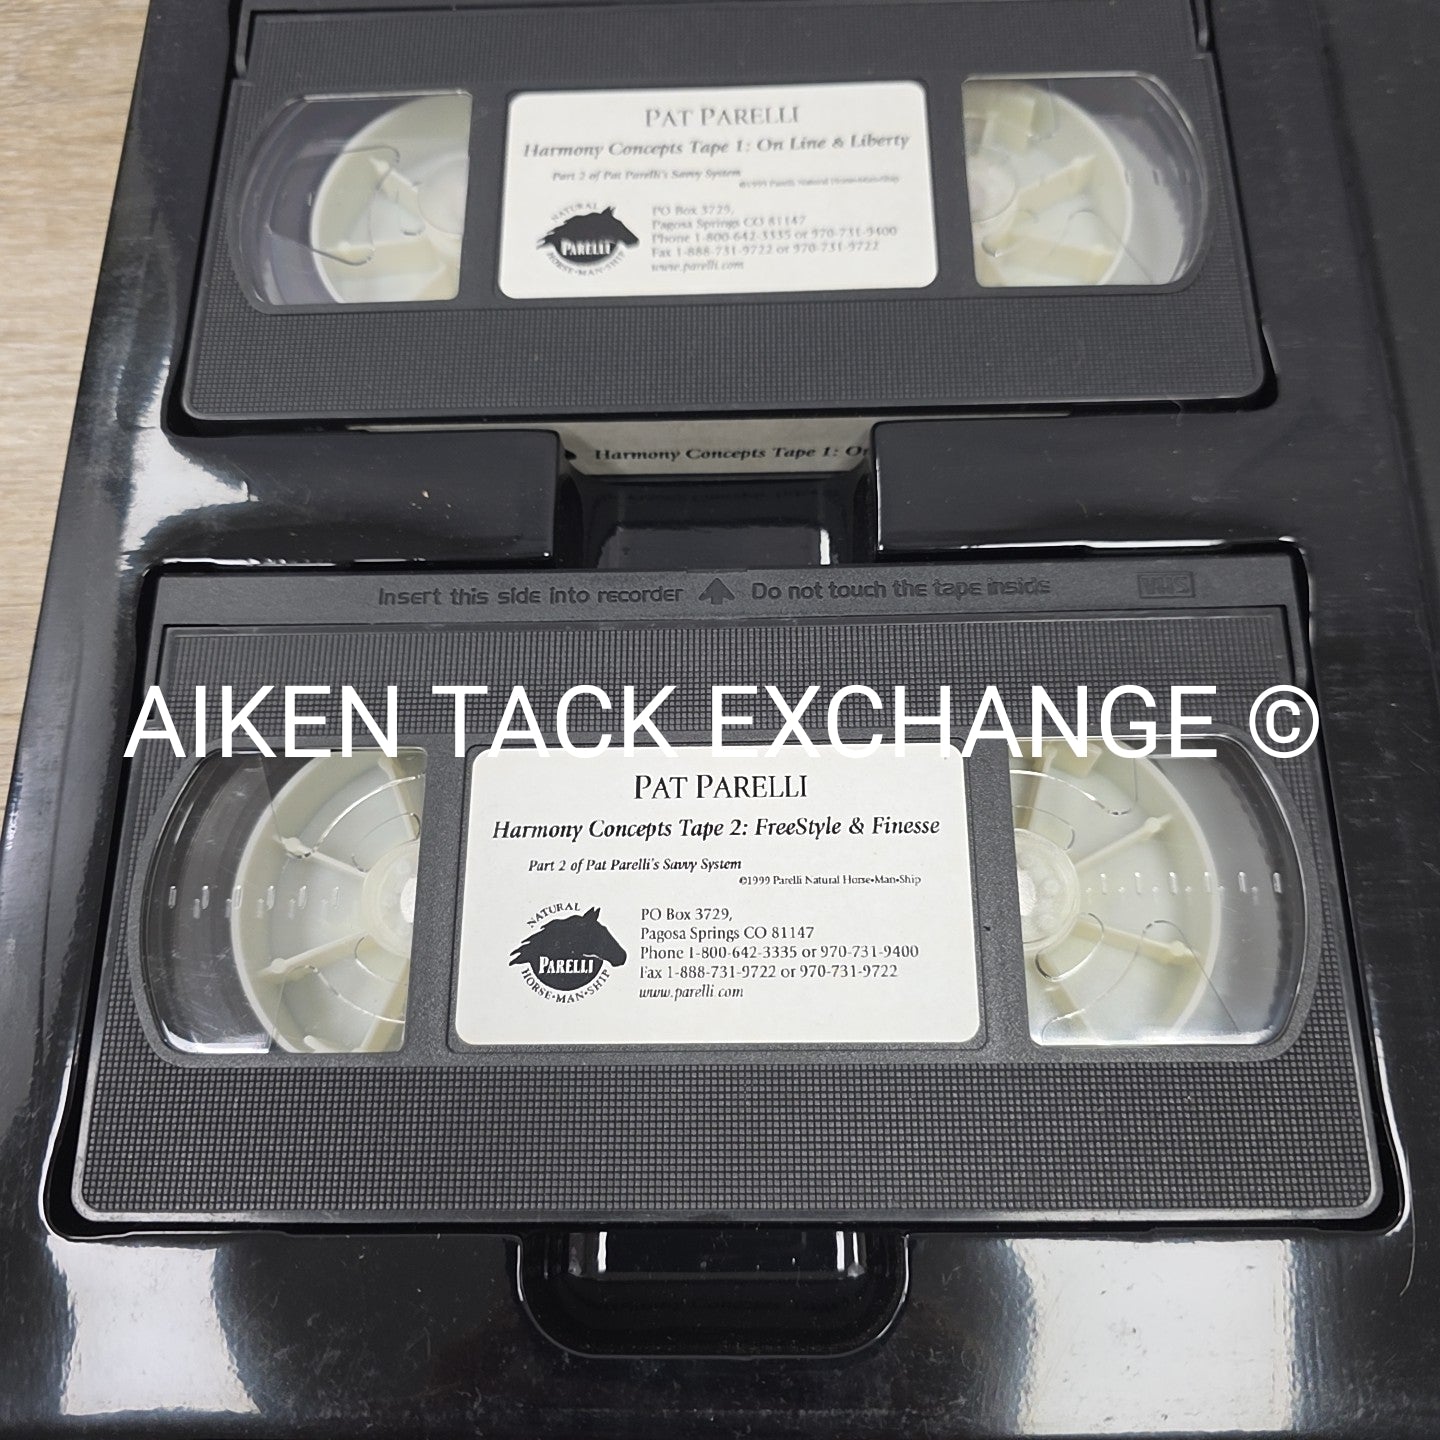 PAT PARELLI
Harmony Concepts Tape 1: On Line & Liberty
Part 2 of Pat Parelli's Savvy System
©1999 Parelli Natural Horse•Man•Ship
NATURAL
PARELLI
HORSE•MAN•SHIP
PO Box 3729,
Pagosa Springs CO 81147
Phone 1-800-642-3335 or 970-731-9400
Fax 1-888-731-9722 or 970-731-9722
www.parelli.com
Harmony Concepts Tape 1: On
Insert this side into recorder Do not touch the tape inside VHS
AIKEN TACK EXCHANGE ©
PAT PARELLI
Harmony Concepts Tape 2: FreeStyle & Finesse
Part 2 of Pat Parelli's Savvy System
©1999 Parelli Natural Horse•Man•Ship
NATURAL
PARELLI
HORSE•MAN•SHIP
PO Box 3729,
Pagosa Springs CO 81147
Phone 1-800-642-3335 or 970-731-9400
Fax 1-888-731-9722 or 970-731-9722
www.parelli.com